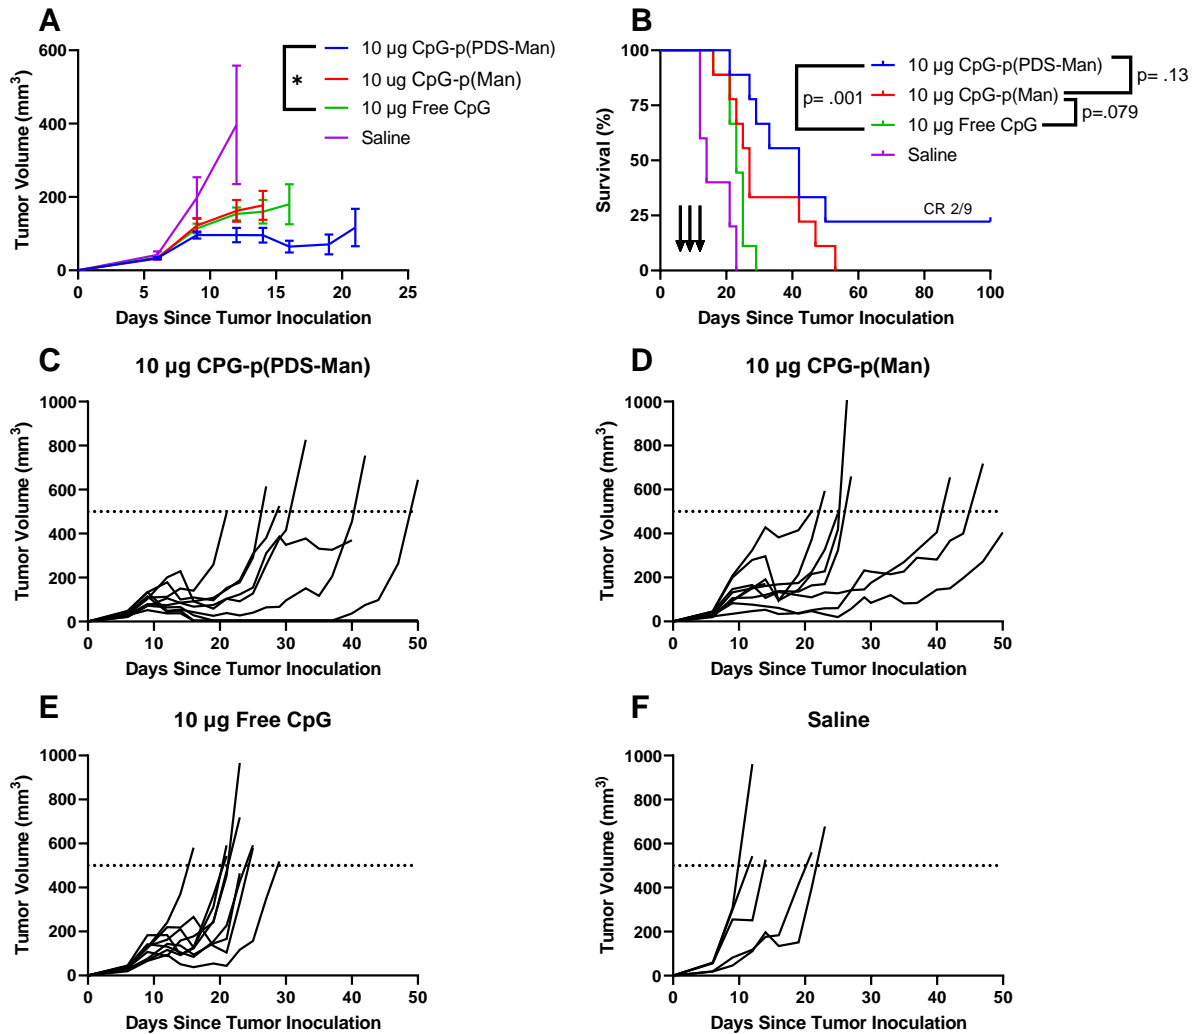 A
600
400
200
0
Tumor Volume (mm3)
0 5 10 15 20 25
Days Since Tumor Inoculation
10 µg CpG-p(PDS-Man)
10 ug CpG-p(Man)
10 µg Free CpG
Saline
*
B
100
75
50
25
0
Survival (%)
0 20 40 60 80 100
Days Since Tumor Inoculation
10 µg CpG-p(PDS-Man)
10 µg CpG-p(Man)
10 µg Free CpG
Saline
p= .001
p= .13
p=.079
CR 2/9
C
10 µg CPG-p(PDS-Man)
1000
800
600
400
200
0
Tumor Volume (mm3)
0 10 20 30 40 50
Days Since Tumor Inoculation
D
10 µg CPG-p(Man)
1000
800
600
400
200
0
Tumor Volume (mm3)
0 10 20 30 40 50
Days Since Tumor Inoculation
E
10 µg Free CpG
1000
800
600
400
200
0
Tumor Volume (mm3)
0 10 20 30 40 50
Days Since Tumor Inoculation
F
Saline
1000
800
600
400
200
0
Tumor Volume (mm3)
0 10 20 30 40 50
Days Since Tumor Inoculation